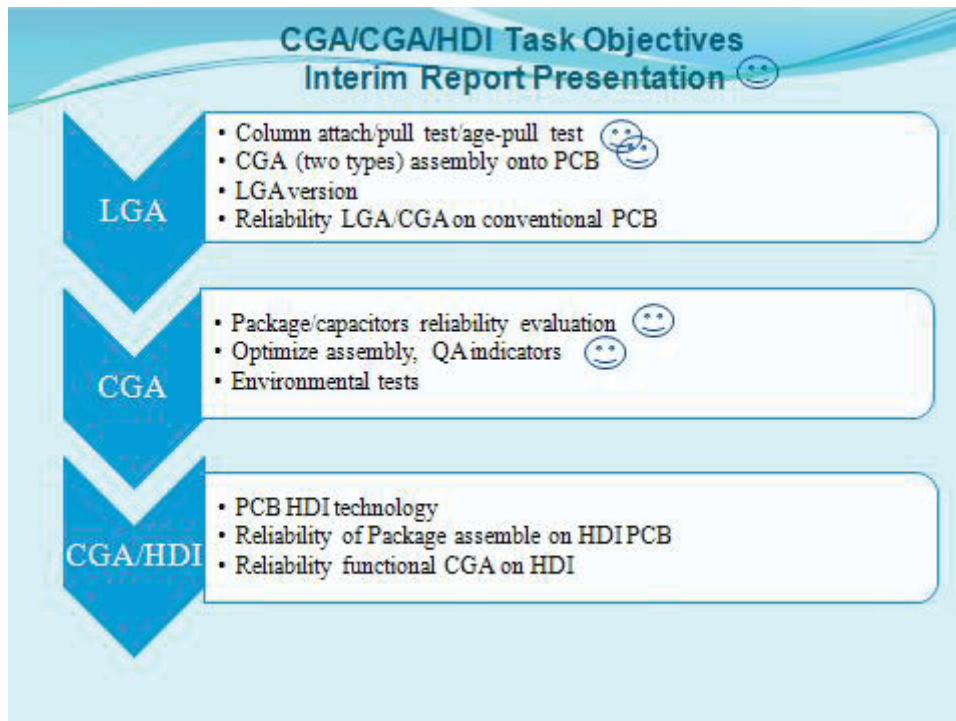 CGA/CGA/HDI Task Objectives
Interim Report Presentation
LGA
• Column attach/pull test/age-pull test
• CGA (two types) assembly onto PCB
• LGA version
• Reliability LGA/CGA on conventional PCB
CGA
• Package/capacitors reliability evaluation
• Optimize assembly, QA indicators
• Environmental tests
CGA/HDI
• PCB HDI technology
• Reliability of Package assemble on HDI PCB
• Reliability functional CGA on HDI